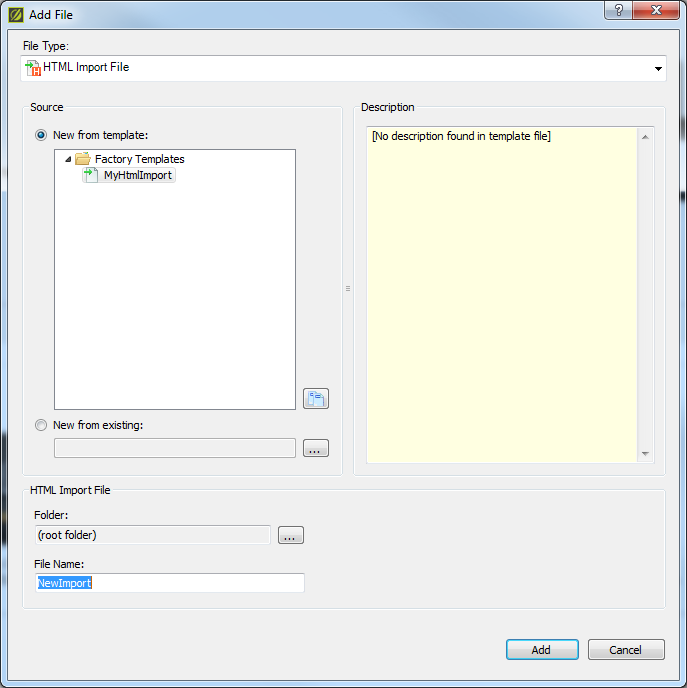 Add File
File Type:
HTML Import File
Source
New from template:
Factory Templates
MyHtmlImport
New from existing:
...
Description
[No description found in template file]
HTML Import File
Folder:
(root folder)
...
File Name:
NewImport
Add
Cancel